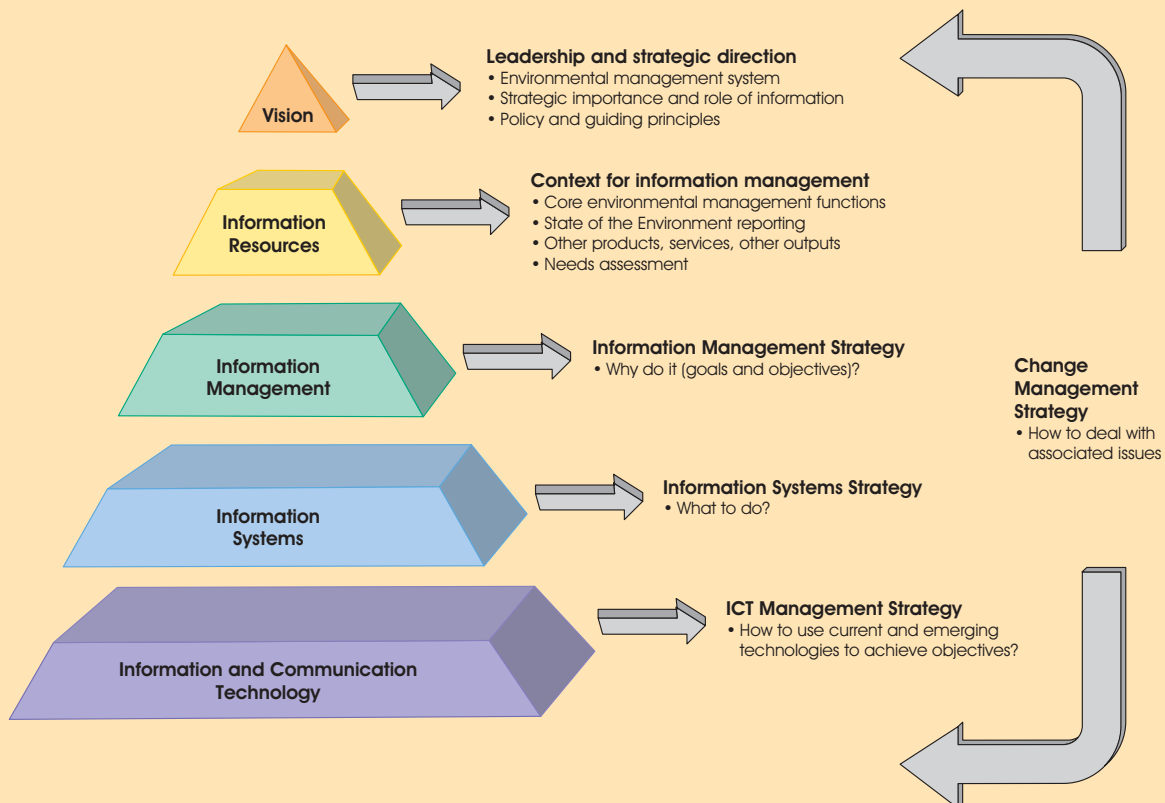 Vision
Leadership and strategic direction
• Environmental management system
• Strategic importance and role of information
• Policy and guiding principles
Information
Resources
Context for information management
• Core environmental management functions
• State of the Environment reporting
• Other products, services, other outputs
• Needs assessment
Information
Management
Information Management Strategy
• Why do it (goals and objectives)?
Change
Management
Strategy
• How to deal with
associated issues
Information
Systems
Information Systems Strategy
• What to do?
Information and Communication
Technology
ICT Management Strategy
• How to use current and emerging
technologies to achieve objectives?